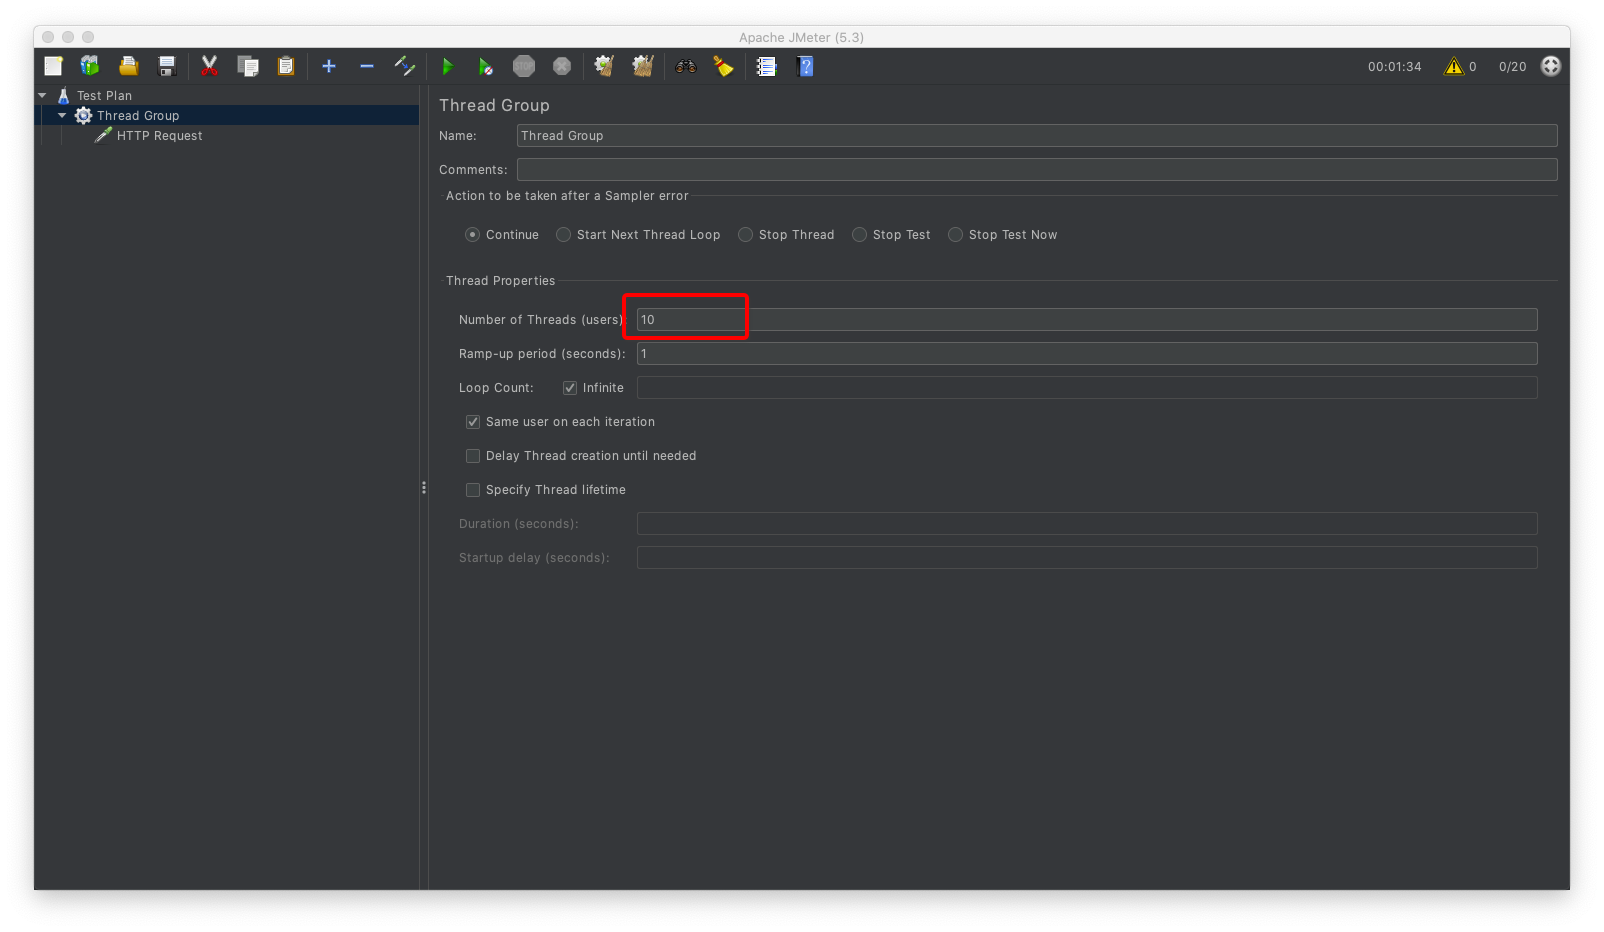 Apache JMeter (5.3)
STOP
?
00:01:34
0
0/20
Test Plan
Thread Group
HTTP Request
Thread Group
Name: Thread Group
Comments:
Action to be taken after a Sampler error
Continue Start Next Thread Loop Stop Thread Stop Test Stop Test Now
Thread Properties
Number of Threads (users): 10
Ramp-up period (seconds): 1
Loop Count: Infinite
Same user on each iteration
Delay Thread creation until needed
Specify Thread lifetime
Duration (seconds):
Startup delay (seconds):